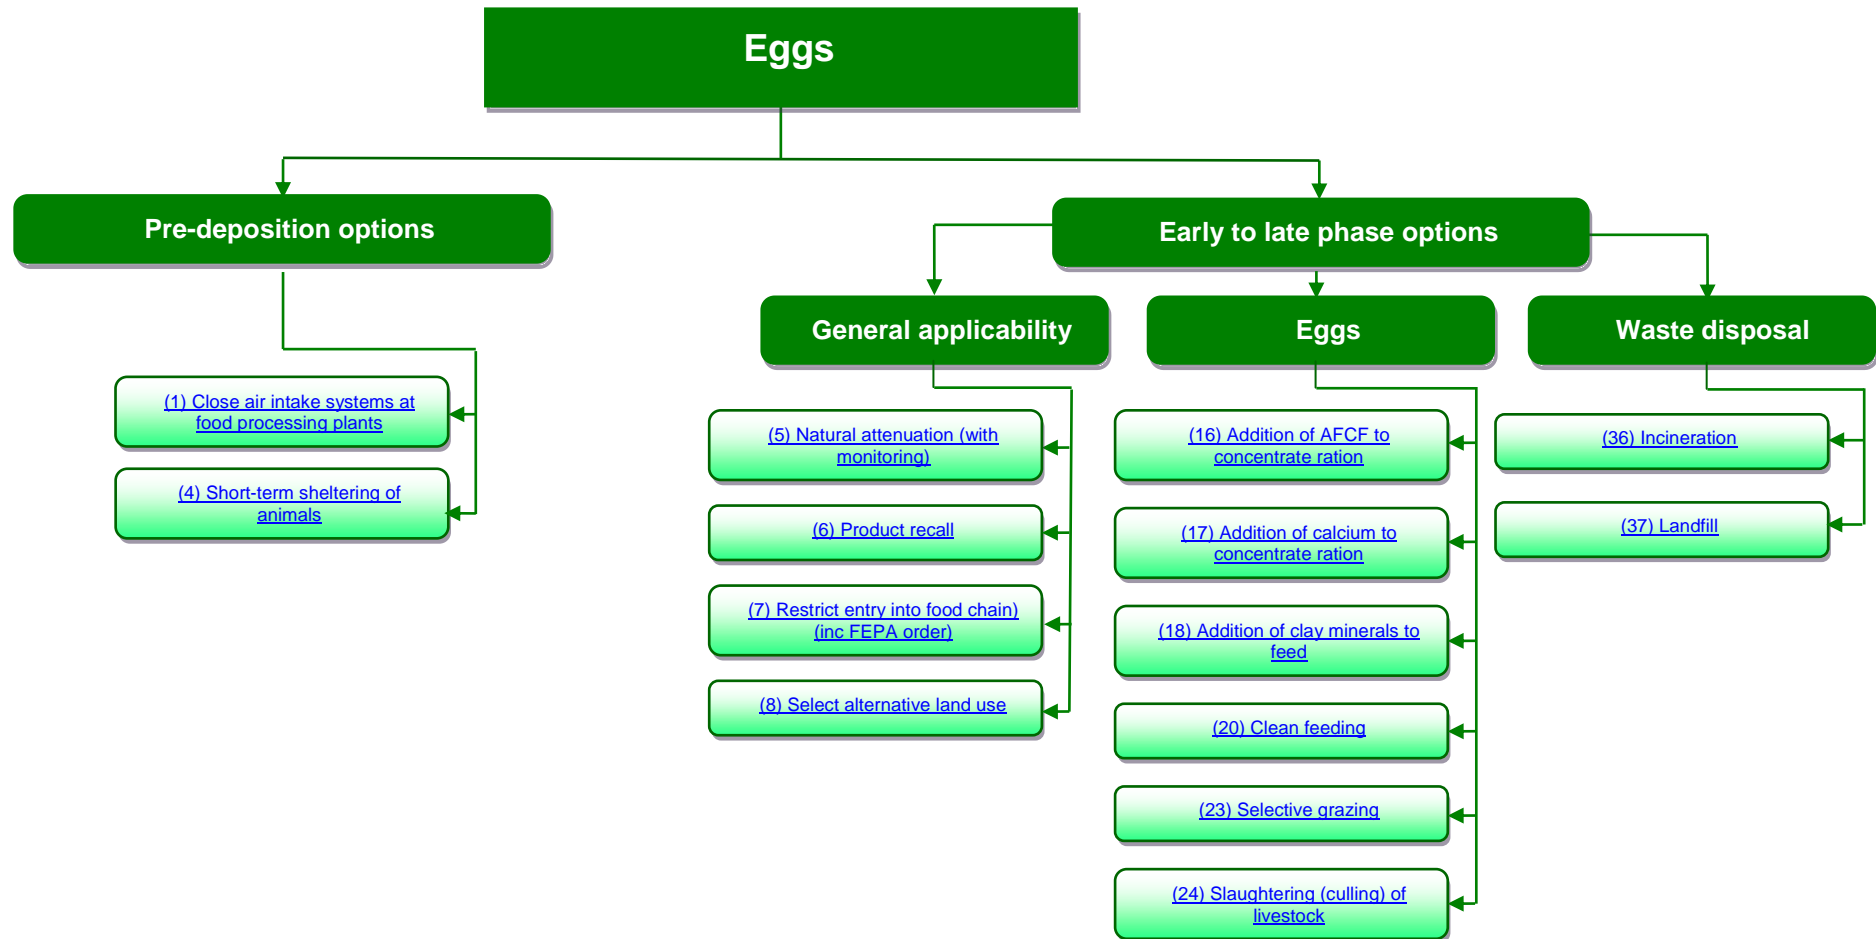 Eggs
Pre-deposition options
(1) Close air intake systems at
food processing plants
(4) Short-term sheltering of
animals
Early to late phase options
General applicability
(5) Natural attenuation (with
monitoring)
(6) Product recall
(7) Restrict entry into food chain)
(inc FEPA order)
(8) Select alternative land use
Eggs
(16) Addition of AFCF to
concentrate ration
(17) Addition of calcium to
concentrate ration
(18) Addition of clay minerals to
feed
(20) Clean feeding
(23) Selective grazing
(24) Slaughtering (culling) of
livestock
Waste disposal
(36) Incineration
(37) Landfill